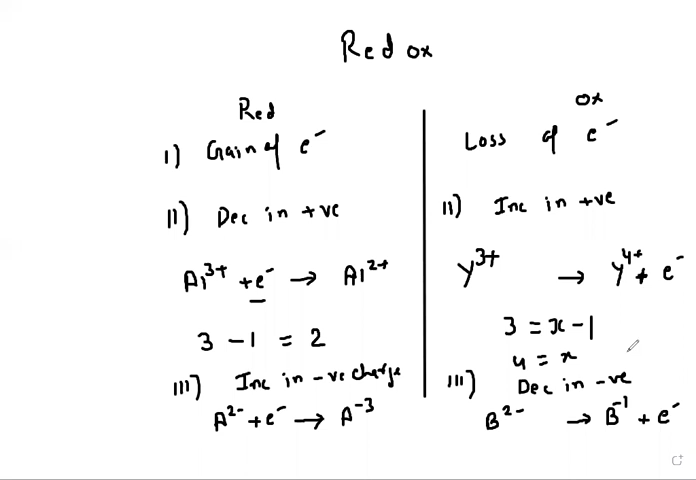 Redox
Red
I) Gain of e⁻
II) Dec in +ve
Al³⁺ + e⁻ → Al²⁺
3 - 1 = 2
III) Inc in -ve charge
A²⁻ + e⁻ → A⁻³
Ox
Loss of e⁻
II) Inc in +ve
Y³⁺ → Y⁴⁺ + e⁻
3 = x - 1
4 = x
III) Dec in -ve
B²⁻ → B⁻¹ + e⁻